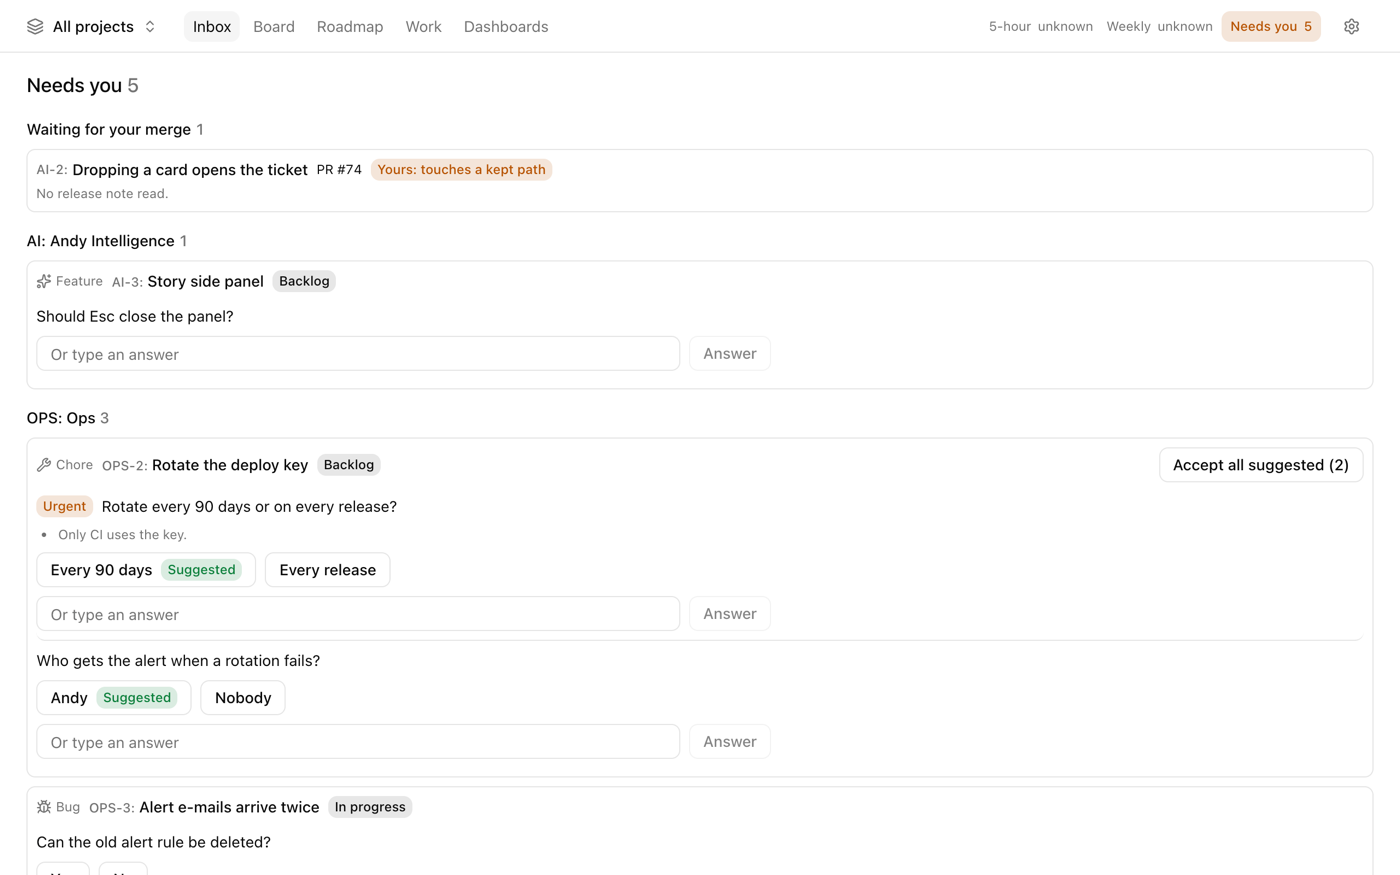 All projects Inbox Board Roadmap Work Dashboards 5-hour unknown Weekly unknown Needs you 5
Needs you 5
Waiting for your merge 1
AI-2: Dropping a card opens the ticket PR #74 Yours: touches a kept path
No release note read.
AI: Andy Intelligence 1
Feature AI-3: Story side panel Backlog
Should Esc close the panel?
Or type an answer Answer
OPS: Ops 3
Chore OPS-2: Rotate the deploy key Backlog Accept all suggested (2)
Urgent Rotate every 90 days or on every release?
• Only CI uses the key.
Every 90 days Suggested Every release
Or type an answer Answer
Who gets the alert when a rotation fails?
Andy Suggested Nobody
Or type an answer Answer
Bug OPS-3: Alert e-mails arrive twice In progress
Can the old alert rule be deleted?